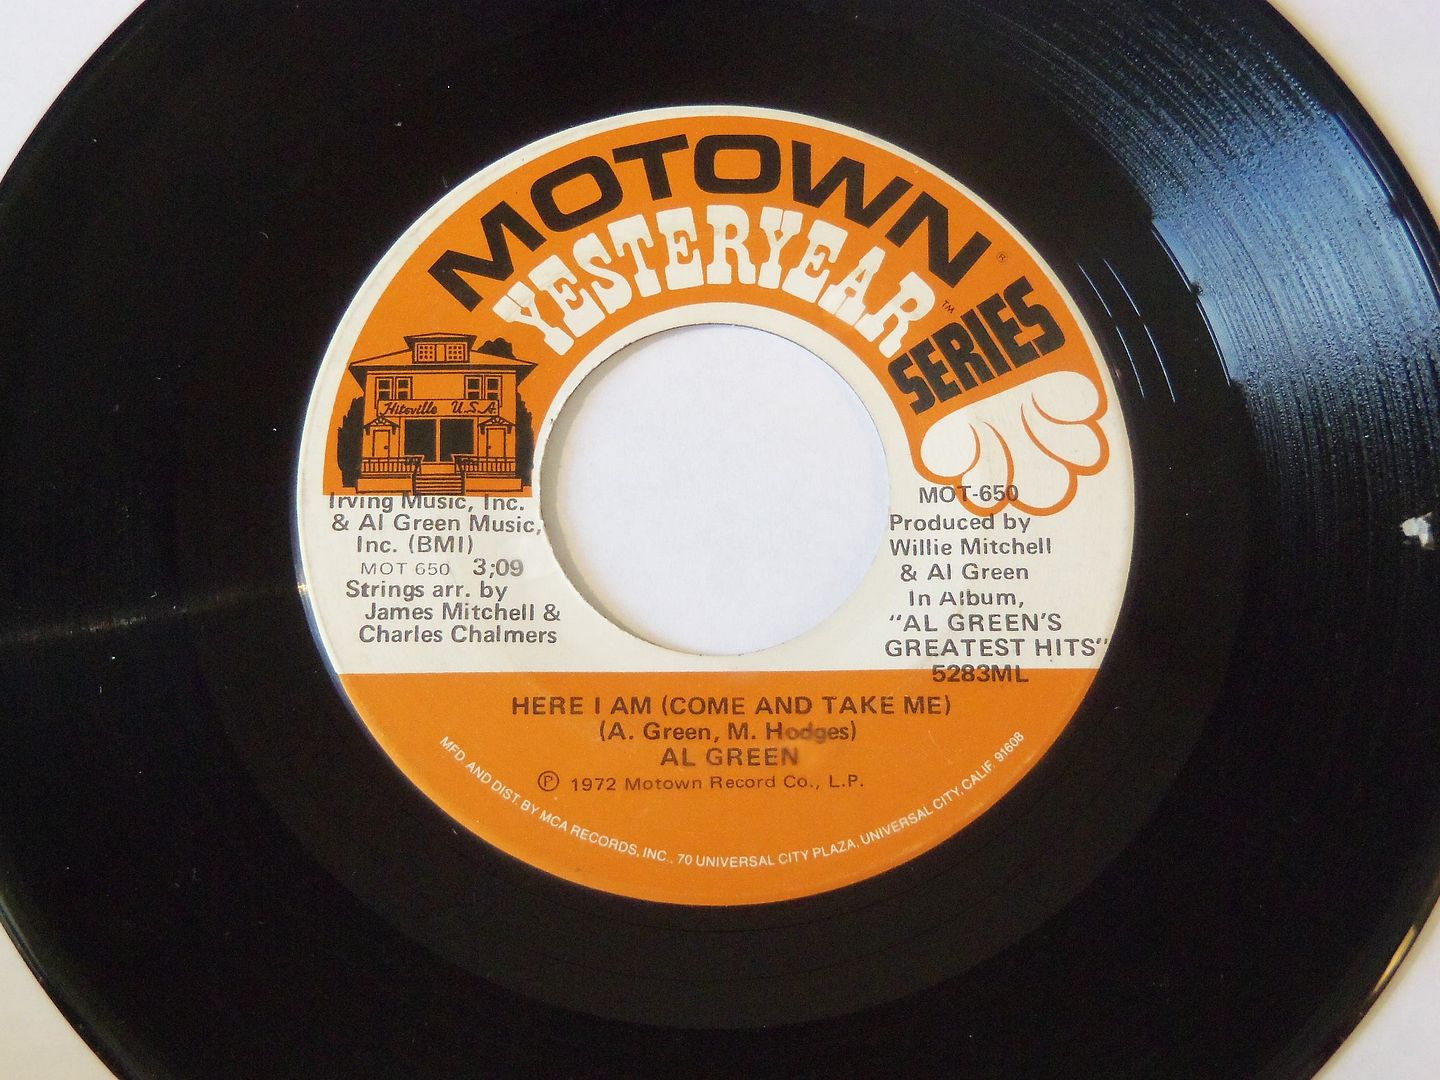 MOTOWN®
YESTERYEAR™
SERIES
Hitsville U.S.A.
Irving Music, Inc.
& Al Green Music,
Inc. (BMI)
MOT 650 3;09
Strings arr. by
James Mitchell &
Charles Chalmers
MOT-650
Produced by
Willie Mitchell
& Al Green
In Album,
"AL GREEN'S
GREATEST HITS"
5283ML
HERE I AM (COME AND TAKE ME)
(A. Green, M. Hodges)
AL GREEN
℗ 1972 Motown Record Co., L.P.
MFD. AND DIST. BY MCA RECORDS, INC., 70 UNIVERSAL CITY PLAZA, UNIVERSAL CITY, CALIF. 91608